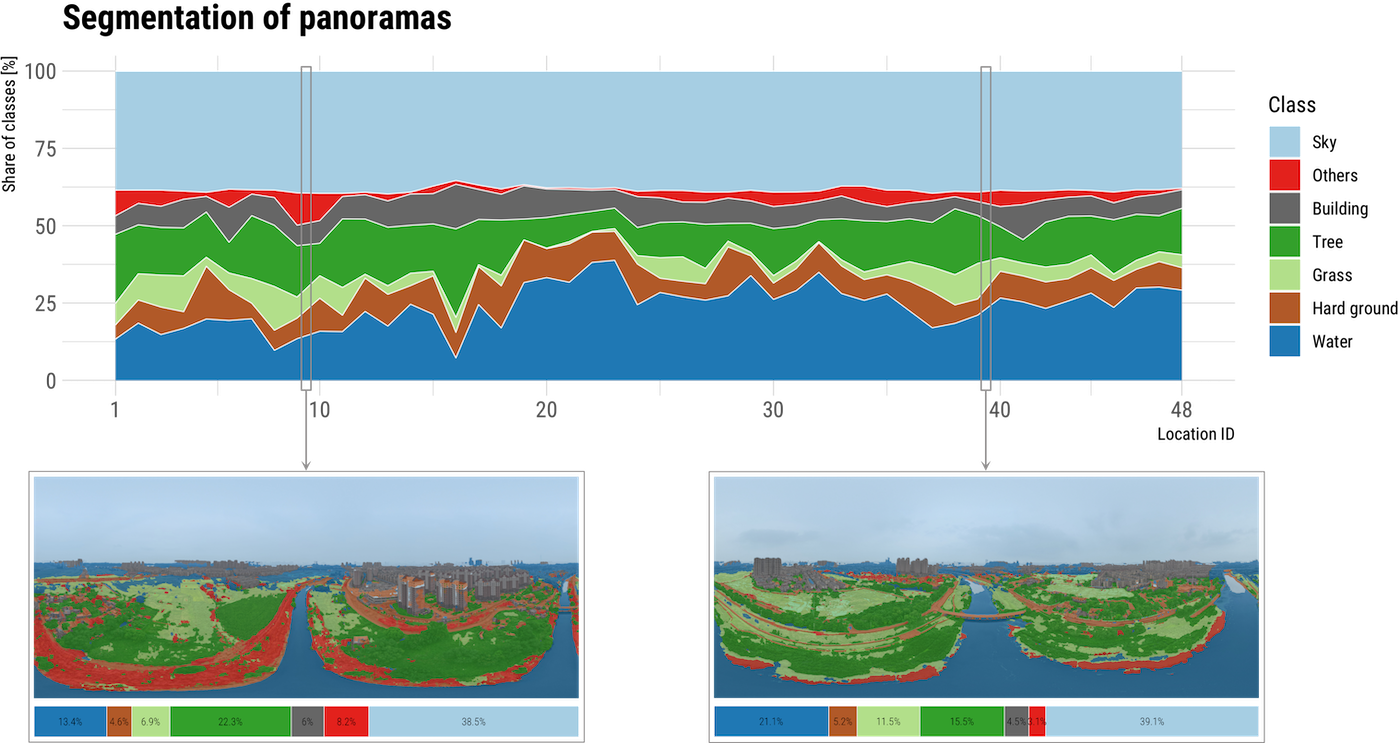 Segmentation of panoramas
Share of classes [%]
100
75
50
25
0
1
10
20
30
40
48
Location ID
Class
Sky
Others
Building
Tree
Grass
Hard ground
Water
13.4%
4.6%
6.9%
22.3%
6%
8.2%
38.5%
21.1%
5.2%
11.5%
15.5%
4.5%
3.1%
39.1%